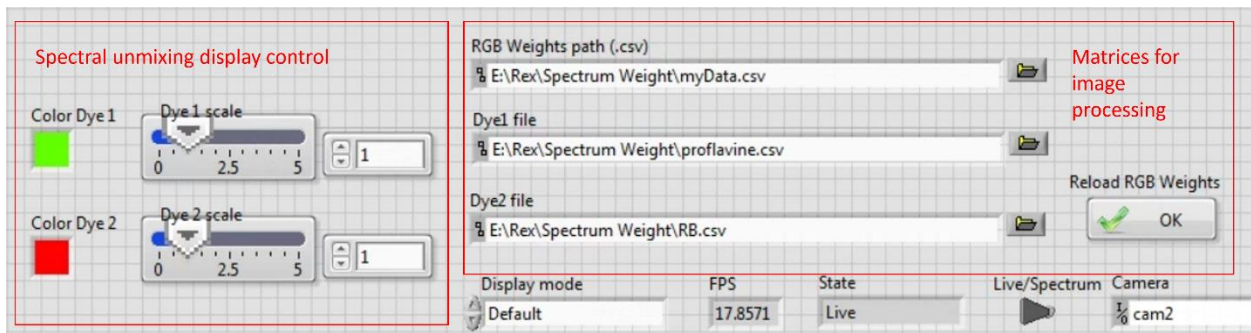 Spectral unmixing display control
Color Dye 1
Dye 1 scale
0 2.5 5
1
Color Dye 2
Dye 2 scale
0 2.5 5
1
RGB Weights path (.csv)
E:\Rex\Spectrum Weight\myData.csv
Dye1 file
E:\Rex\Spectrum Weight\proflavine.csv
Dye2 file
E:\Rex\Spectrum Weight\RB.csv
Matrices for
image
processing
Reload RGB Weights
OK
Display mode
Default
FPS
17.8571
State
Live
Live/Spectrum
Camera
I/O cam2